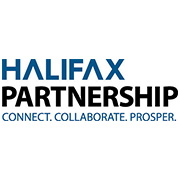 HALIFAX
PARTNERSHIP
CONNECT. COLLABORATE. PROSPER.